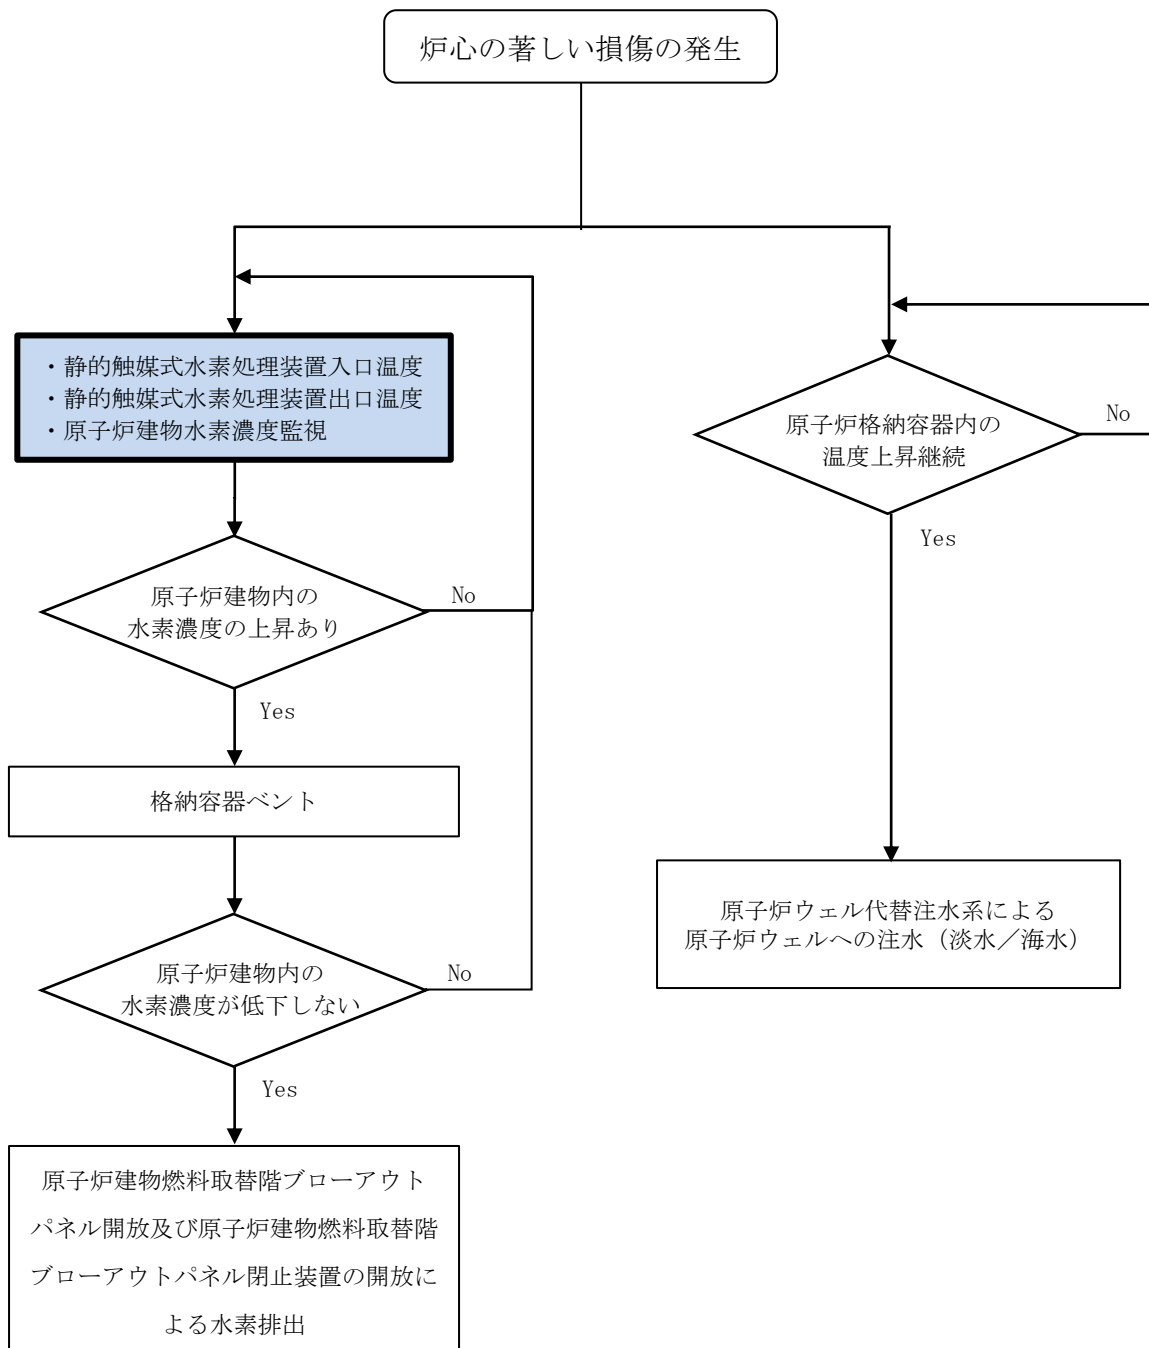 炉心の著しい損傷の発生
・静的触媒式水素処理装置入口温度
・静的触媒式水素処理装置出口温度
・原子炉建物水素濃度監視
原子炉建物内の
水素濃度の上昇あり
No
Yes
格納容器ベント
原子炉建物内の
水素濃度が低下しない
No
Yes
原子炉建物燃料取替階ブローアウト
パネル開放及び原子炉建物燃料取替階
ブローアウトパネル閉止装置の開放に
よる水素排出
原子炉格納容器内の
温度上昇継続
No
Yes
原子炉ウェル代替注水系による
原子炉ウェルへの注水（淡水／海水）